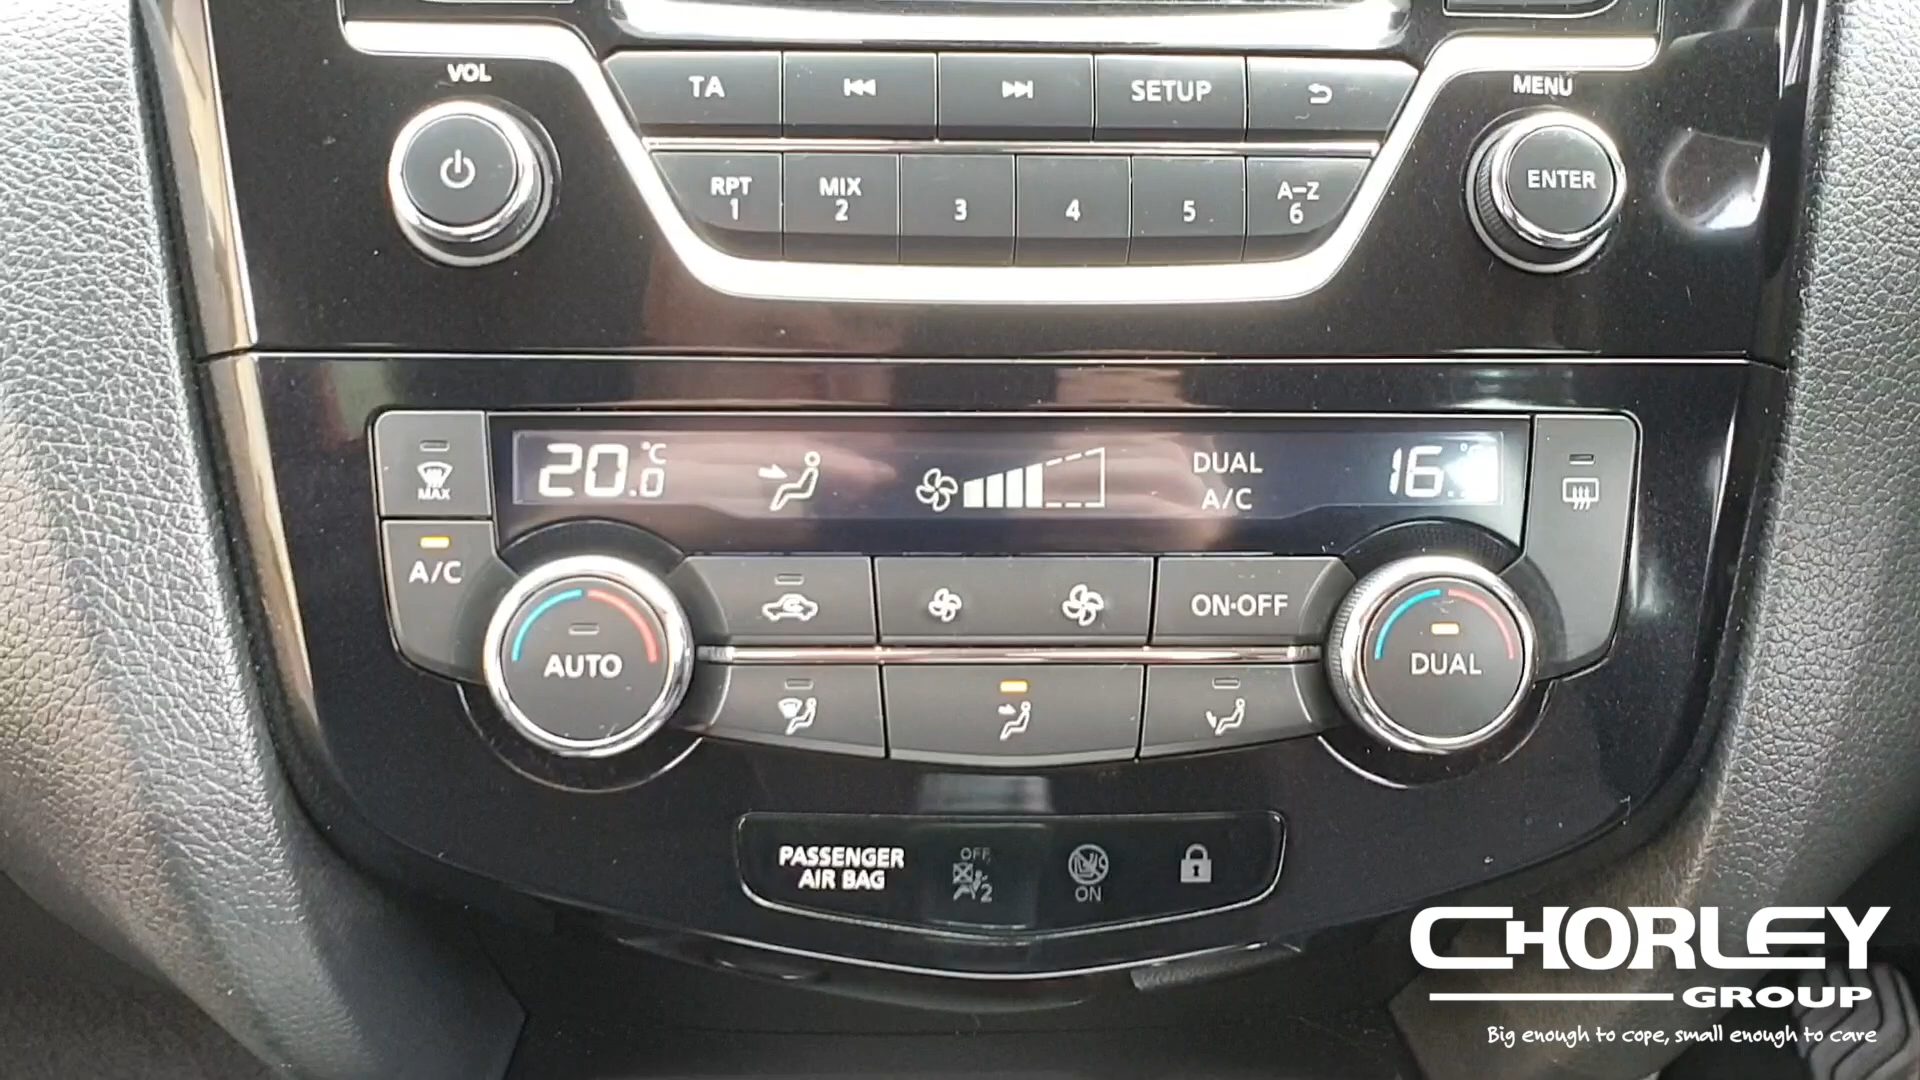 VOL
MENU
TA
SETUP
ENTER
RPT
1
MIX
2
3
4
5
A–Z
6
MAX
20.0 °C
DUAL
A/C
16.
A/C
ON·OFF
AUTO
DUAL
PASSENGER
AIR BAG
OFF
2
ON
CHORLEY
GROUP
Big enough to cope, small enough to care